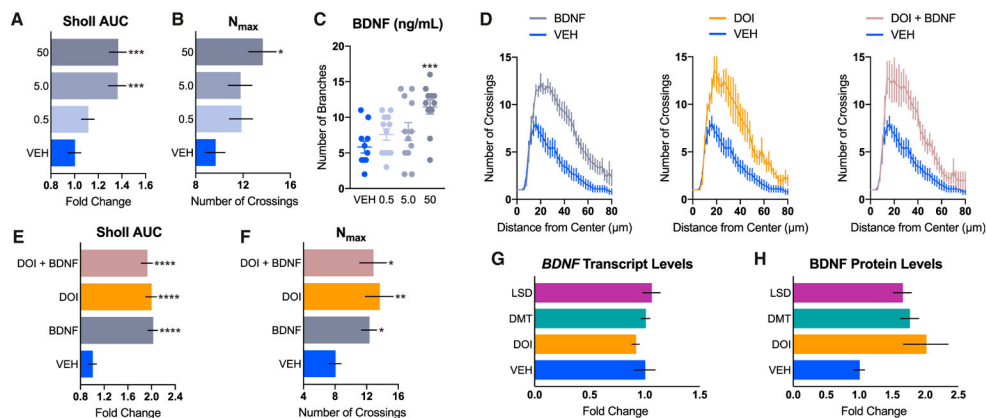 A
Sholl AUC
50
5.0
0.5
VEH
***
***
0.8 1.0 1.2 1.4 1.6
Fold Change
B
Nmax
50
5.0
0.5
VEH
*
8 12 16
Number of Crossings
C
BDNF (ng/mL)
***
Number of Branches
20
15
10
5
0
VEH 0.5 5.0 50
D
BDNF
VEH
Number of Crossings
15
10
5
0
0 20 40 60 80
Distance from Center (μm)
DOI
VEH
Number of Crossings
15
10
5
0
0 20 40 60 80
Distance from Center (μm)
DOI + BDNF
VEH
Number of Crossings
15
10
5
0
0 20 40 60 80
Distance from Center (μm)
E
Sholl AUC
DOI + BDNF
DOI
BDNF
VEH
****
****
****
0.8 1.2 1.6 2.0 2.4
Fold Change
F
Nmax
DOI + BDNF
DOI
BDNF
VEH
*
**
*
4 8 12 16
Number of Crossings
G
BDNF Transcript Levels
LSD
DMT
DOI
VEH
0.0 0.5 1.0 1.5
Fold Change
H
BDNF Protein Levels
LSD
DMT
DOI
VEH
0.0 0.5 1.0 1.5 2.0 2.5
Fold Change